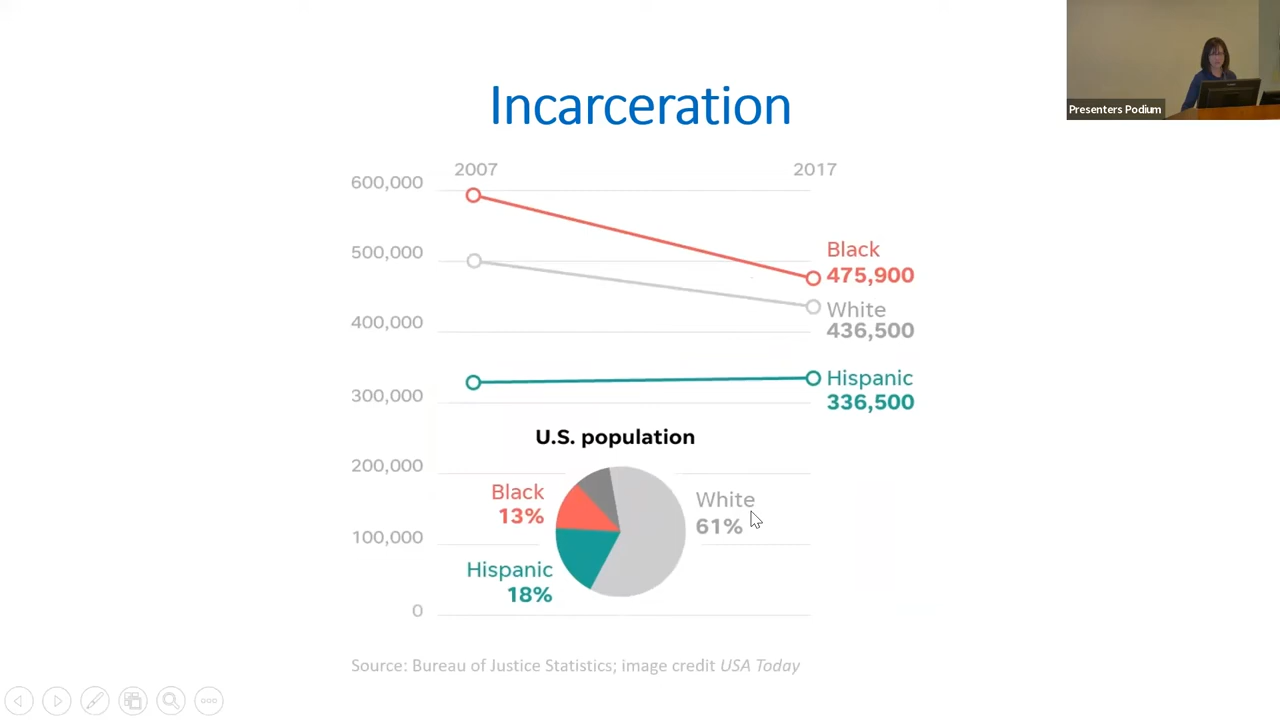 Presenters Podium
Incarceration
2007 2017
600,000
500,000
Black
475,900
White
436,500
400,000
Hispanic
336,500
300,000
U.S. population
200,000
Black
13%
White
61%
100,000
Hispanic
18%
0
Source: Bureau of Justice Statistics; image credit USA Today